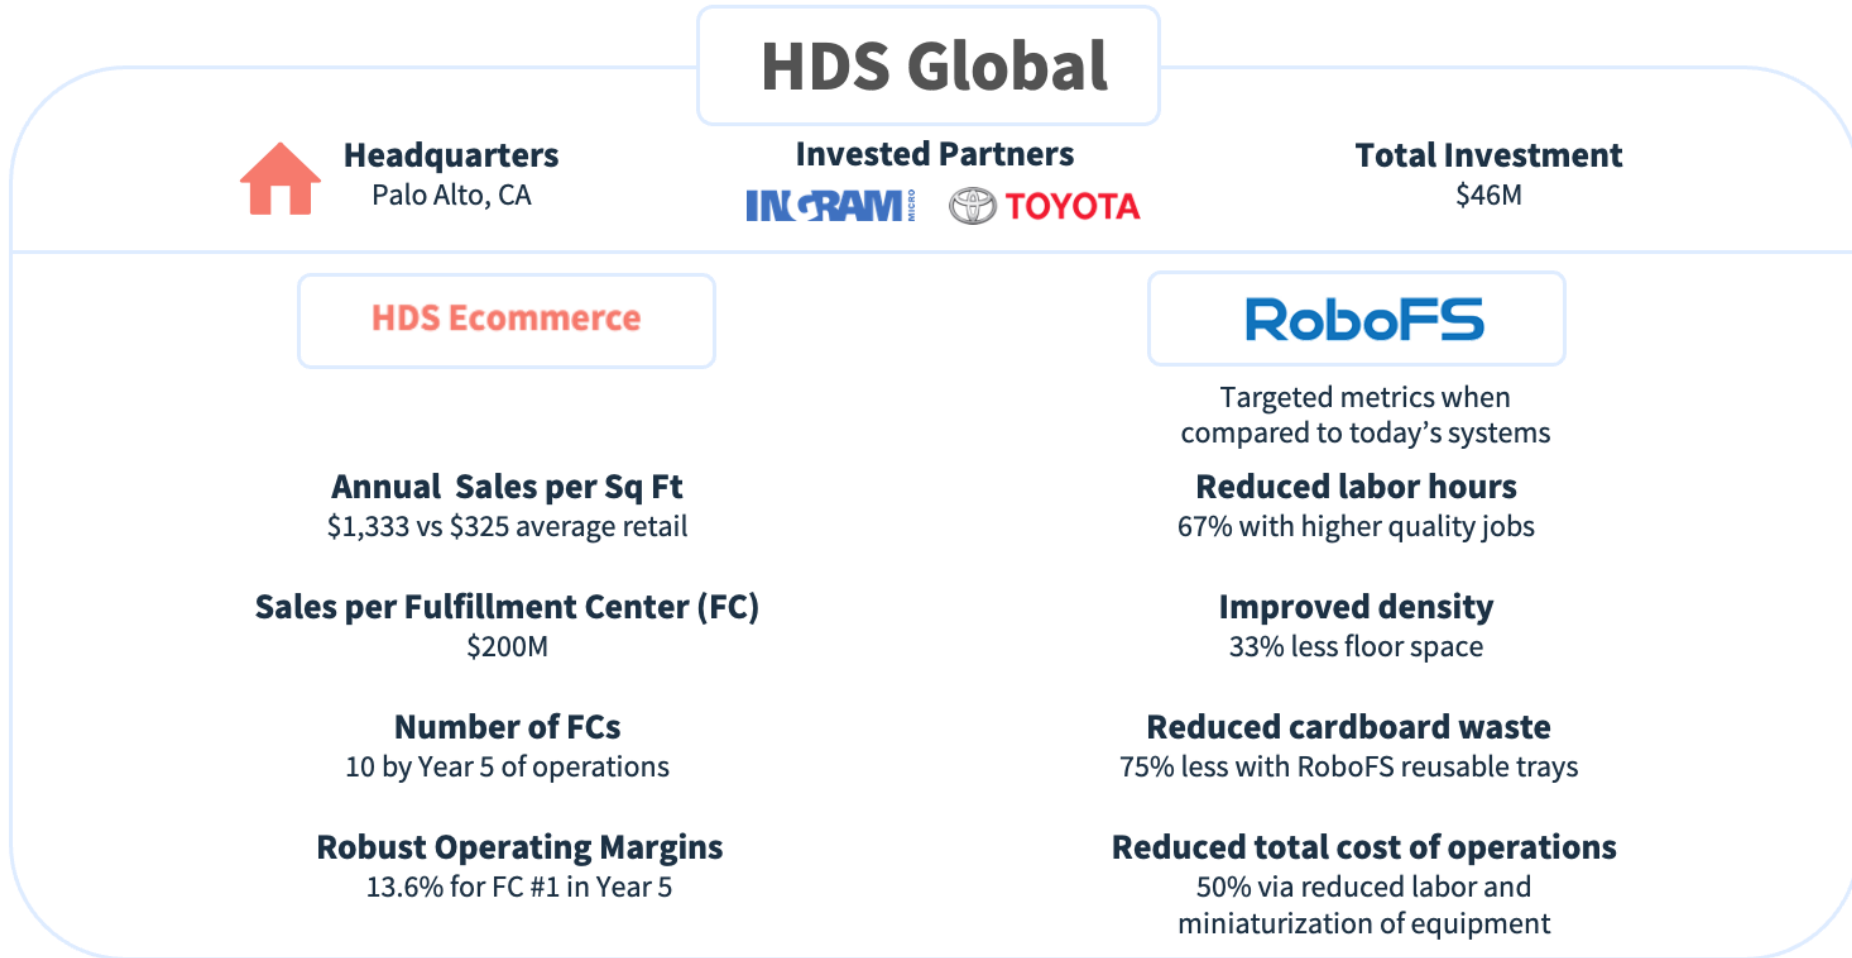 HDS Global
Headquarters
Palo Alto, CA
Invested Partners
INGRAM MICRO
TOYOTA
Total Investment
$46M
HDS Ecommerce
Annual Sales per Sq Ft
$1,333 vs $325 average retail
Sales per Fulfillment Center (FC)
$200M
Number of FCs
10 by Year 5 of operations
Robust Operating Margins
13.6% for FC #1 in Year 5
RoboFS
Targeted metrics when
compared to today’s systems
Reduced labor hours
67% with higher quality jobs
Improved density
33% less floor space
Reduced cardboard waste
75% less with RoboFS reusable trays
Reduced total cost of operations
50% via reduced labor and
miniaturization of equipment